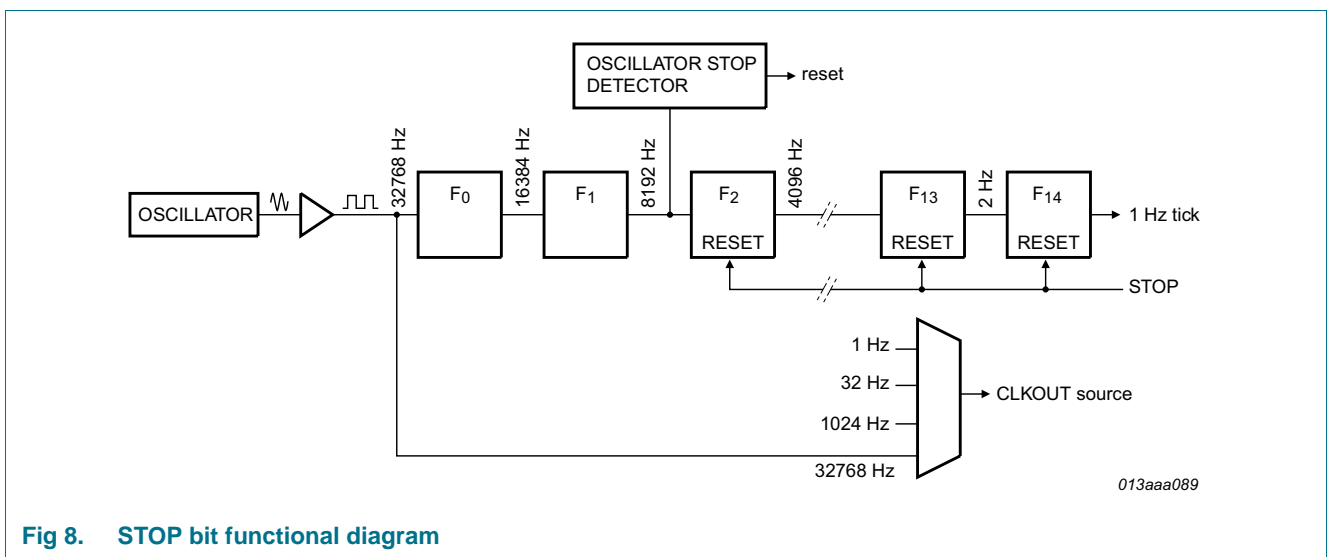 OSCILLATOR STOP
DETECTOR
reset
32768 Hz
16384 Hz
8192 Hz
4096 Hz
2 Hz
OSCILLATOR
F0
F1
F2
RESET
F13
RESET
F14
RESET
1 Hz tick
STOP
1 Hz
32 Hz
1024 Hz
32768 Hz
CLKOUT source
013aaa089
Fig 8. STOP bit functional diagram